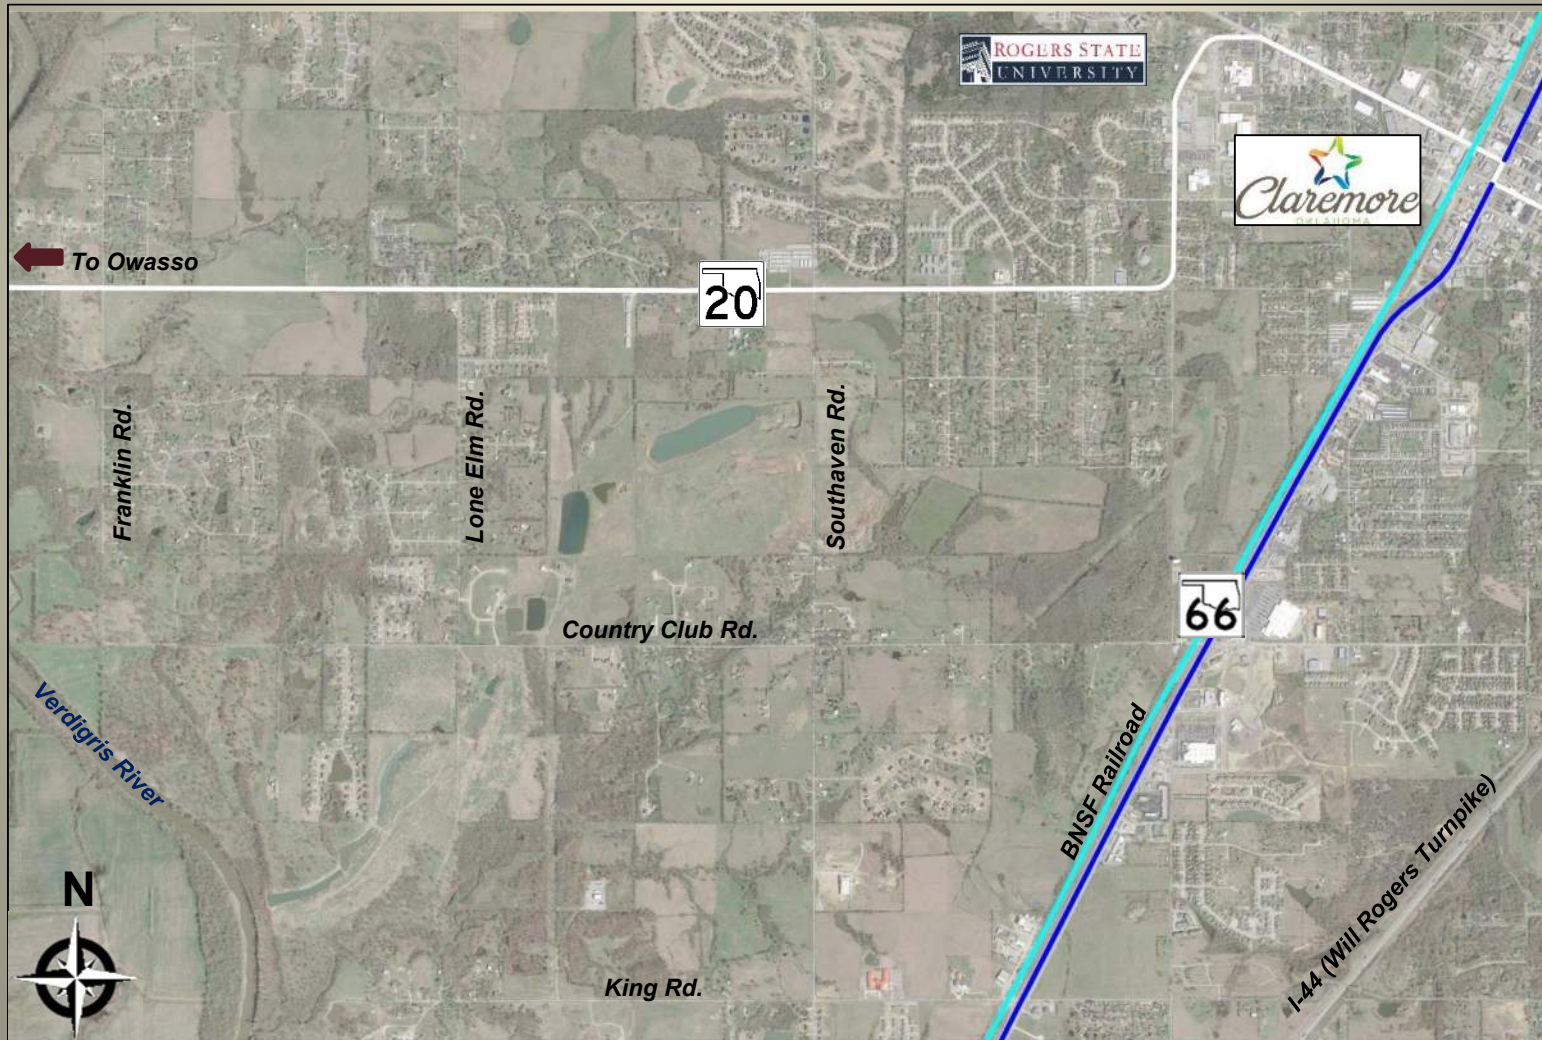 ROGERS STATE
UNIVERSITY
Claremore
OKLAHOMA
To Owasso
20
Franklin Rd.
Lone Elm Rd.
Southaven Rd.
66
Country Club Rd.
Verdigris River
BNSF Railroad
I-44 (Will Rogers Turnpike)
N
King Rd.